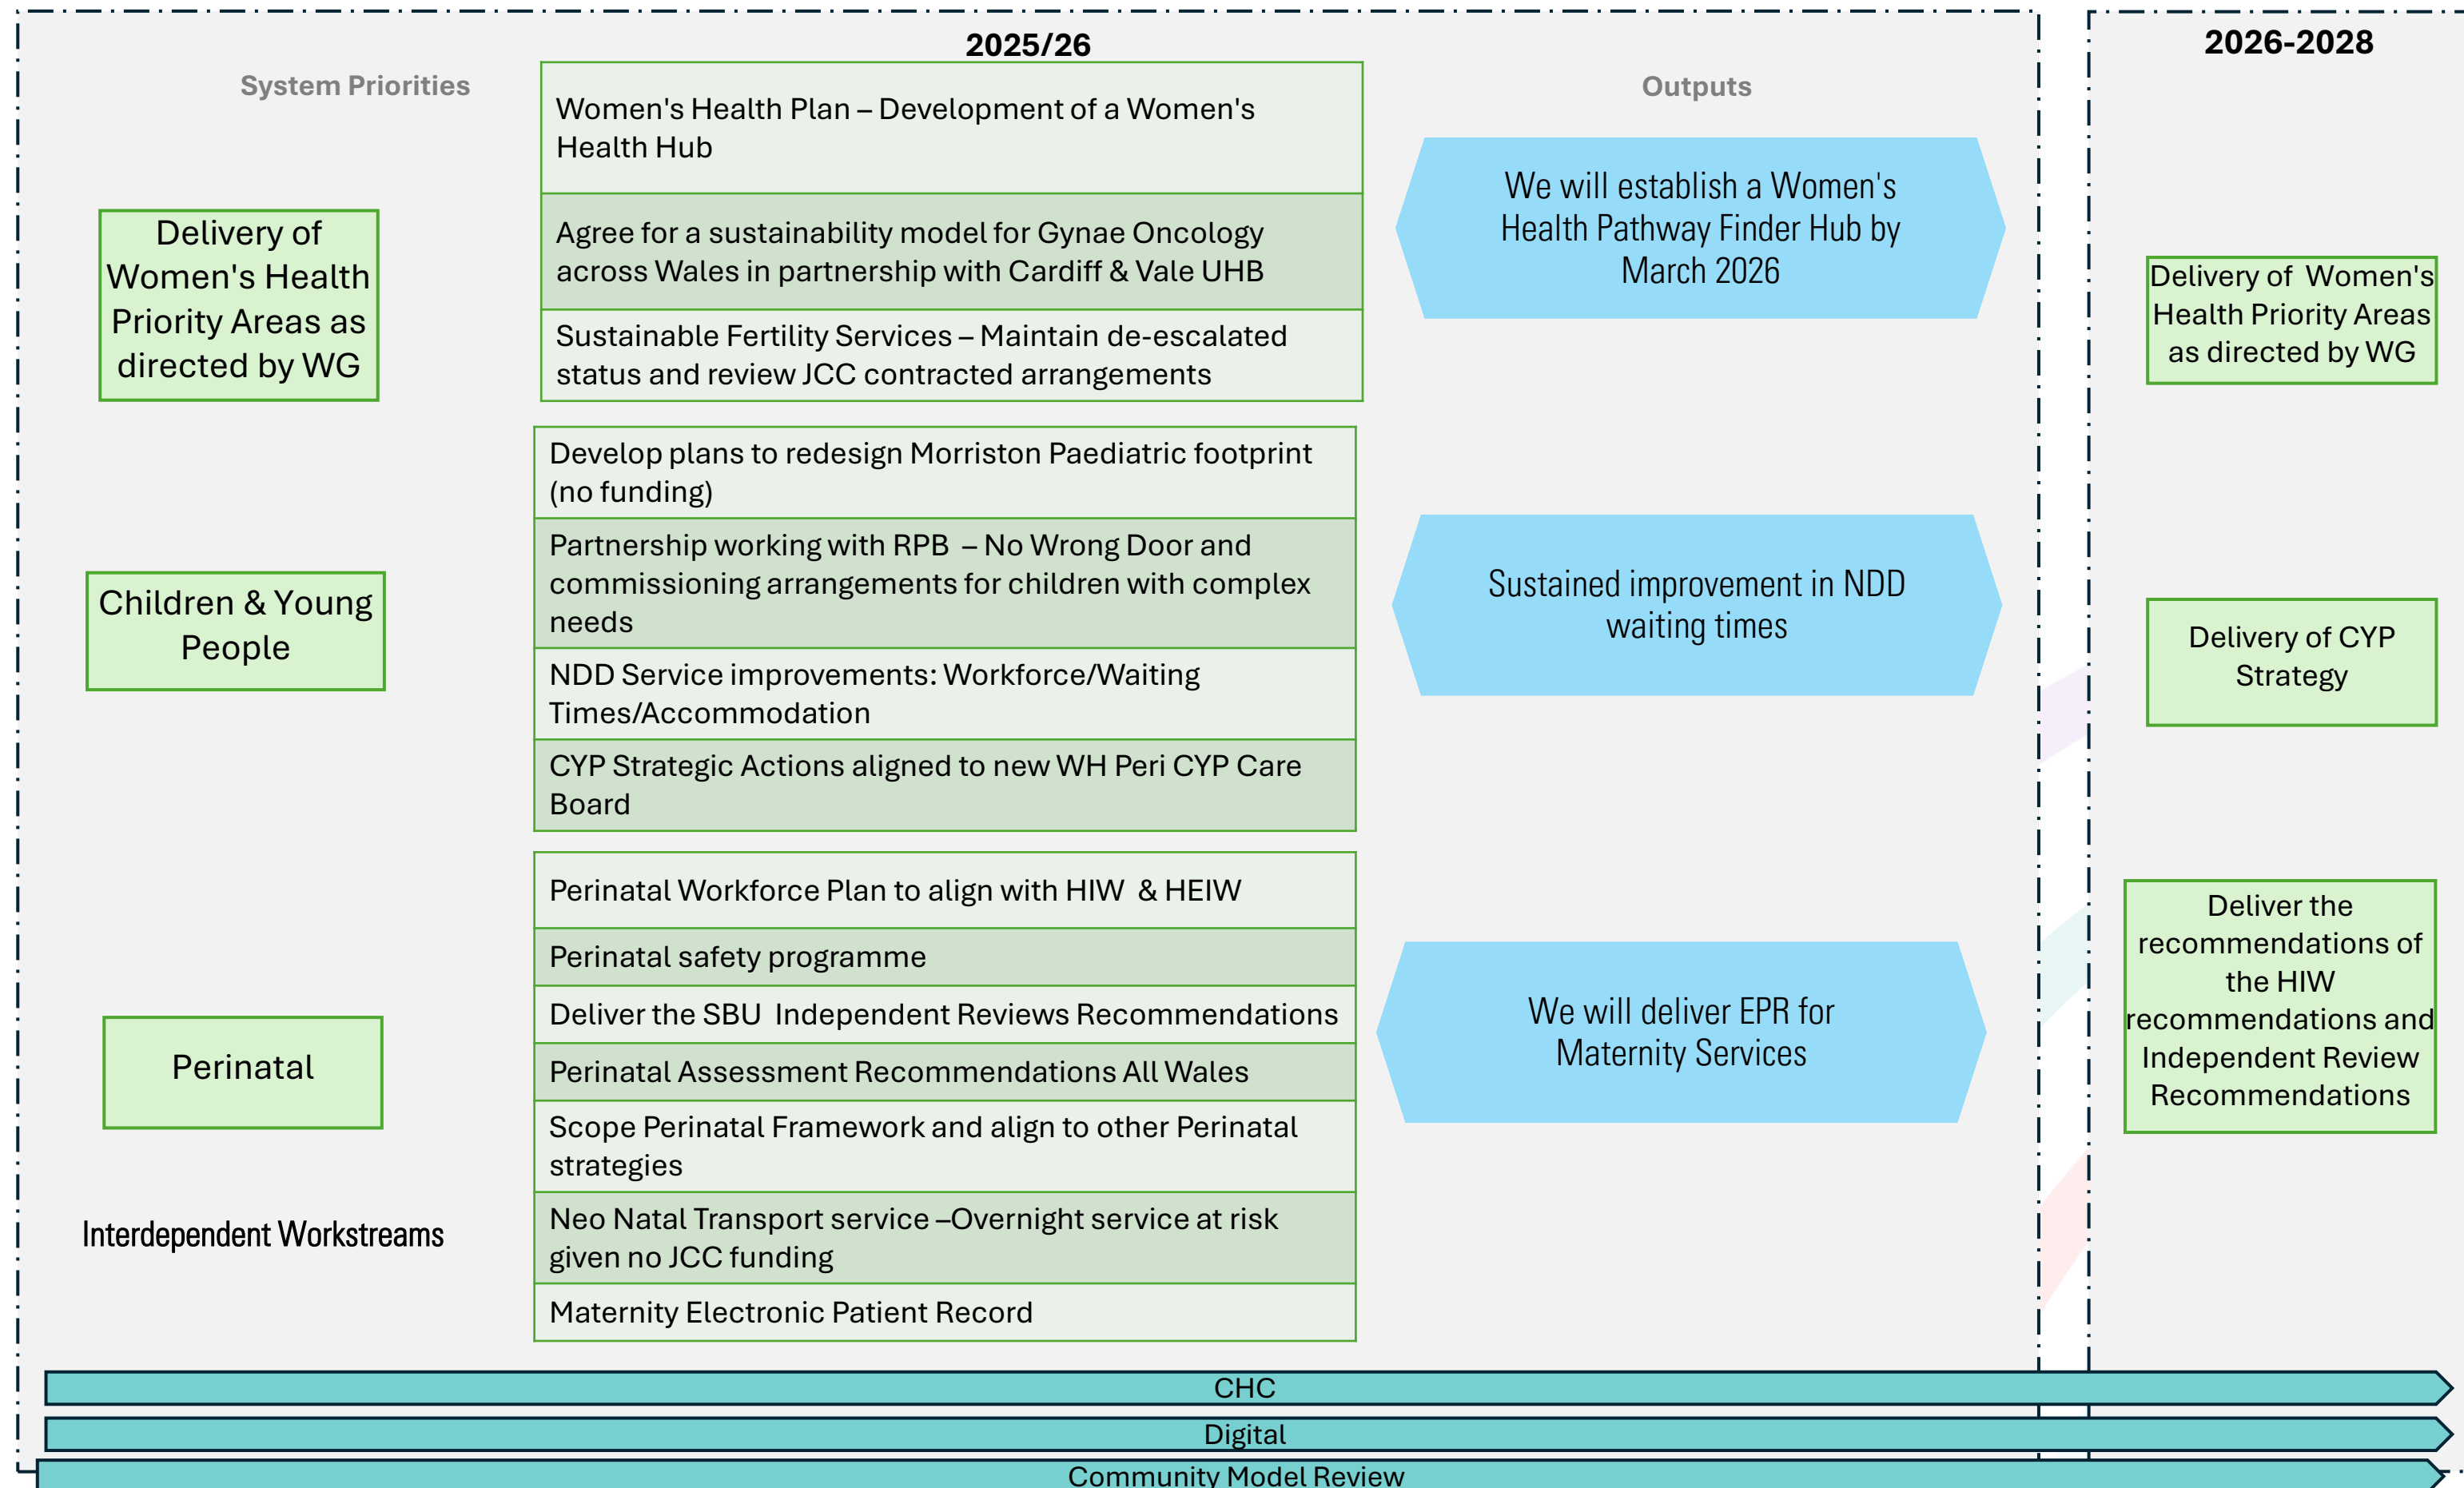 2025/26
2026-2028
System Priorities
Outputs
Delivery of
Women's Health
Priority Areas as
directed by WG
Women's Health Plan – Development of a Women's
Health Hub
Agree for a sustainability model for Gynae Oncology
across Wales in partnership with Cardiff & Vale UHB
Sustainable Fertility Services – Maintain de-escalated
status and review JCC contracted arrangements
We will establish a Women's
Health Pathway Finder Hub by
March 2026
Delivery of Women's
Health Priority Areas
as directed by WG
Children & Young
People
Develop plans to redesign Morriston Paediatric footprint
(no funding)
Partnership working with RPB – No Wrong Door and
commissioning arrangements for children with complex
needs
NDD Service improvements: Workforce/Waiting
Times/Accommodation
CYP Strategic Actions aligned to new WH Peri CYP Care
Board
Sustained improvement in NDD
waiting times
Delivery of CYP
Strategy
Perinatal
Perinatal Workforce Plan to align with HIW & HEIW
Perinatal safety programme
Deliver the SBU Independent Reviews Recommendations
Perinatal Assessment Recommendations All Wales
Scope Perinatal Framework and align to other Perinatal
strategies
Neo Natal Transport service –Overnight service at risk
given no JCC funding
Maternity Electronic Patient Record
We will deliver EPR for
Maternity Services
Deliver the
recommendations of
the HIW
recommendations and
Independent Review
Recommendations
Interdependent Workstreams
CHC
Digital
Community Model Review